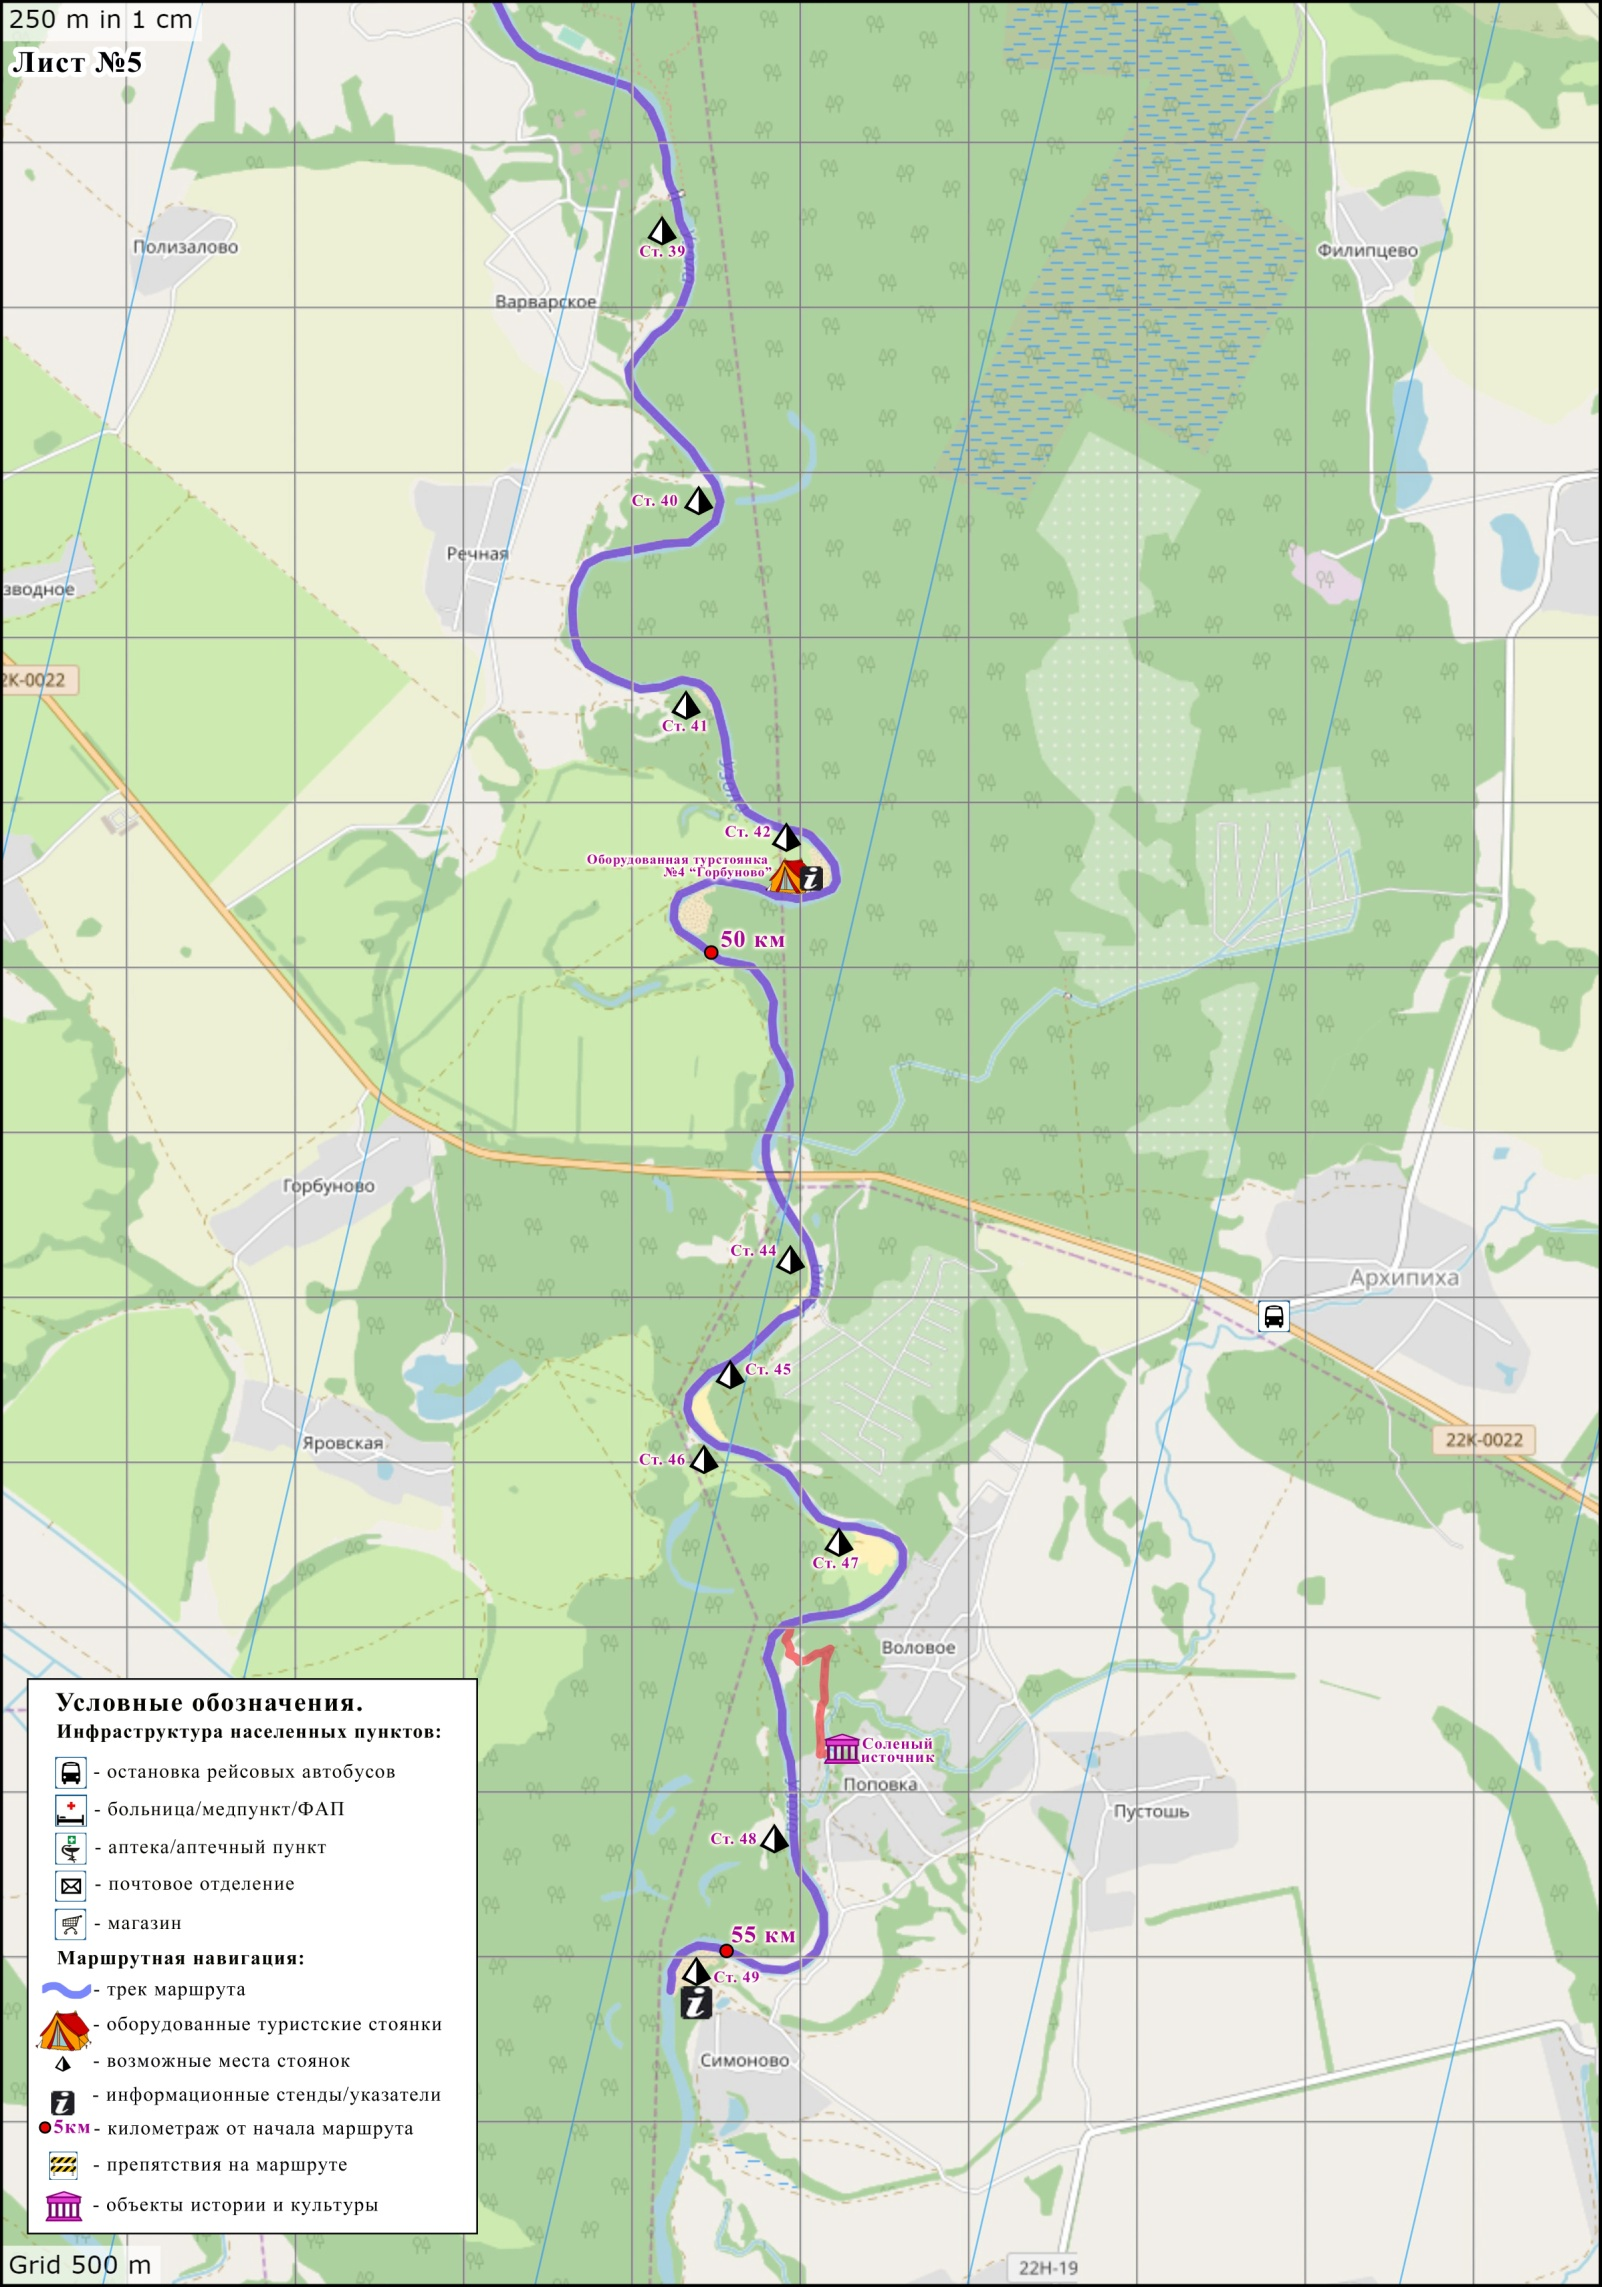 250 m in 1 cm
Лист №5
Полизалово
Филипцево
Ст. 39
Варварское
Ст. 40
Речная
зводное
2К-0022
Ст. 41
Ст. 42
Оборудованная турстоянка
№4 “Горбуново”
50 км
Горбуново
Ст. 44
Архипиха
Ст. 45
22К-0022
Яровская
Ст. 46
Ст. 47
Воловое
Соленый
источник
Поповка
Пустошь
Ст. 48
55 км
Ст. 49
Симоново
Условные обозначения.
Инфраструктура населенных пунктов:
- остановка рейсовых автобусов
- больница/медпункт/ФАП
- аптека/аптечный пункт
- почтовое отделение
- магазин
Маршрутная навигация:
- трек маршрута
- оборудованные туристские стоянки
- возможные места стоянок
- информационные стенды/указатели
5км - километраж от начала маршрута
- препятствия на маршруте
- объекты истории и культуры
Grid 500 m
22Н-19